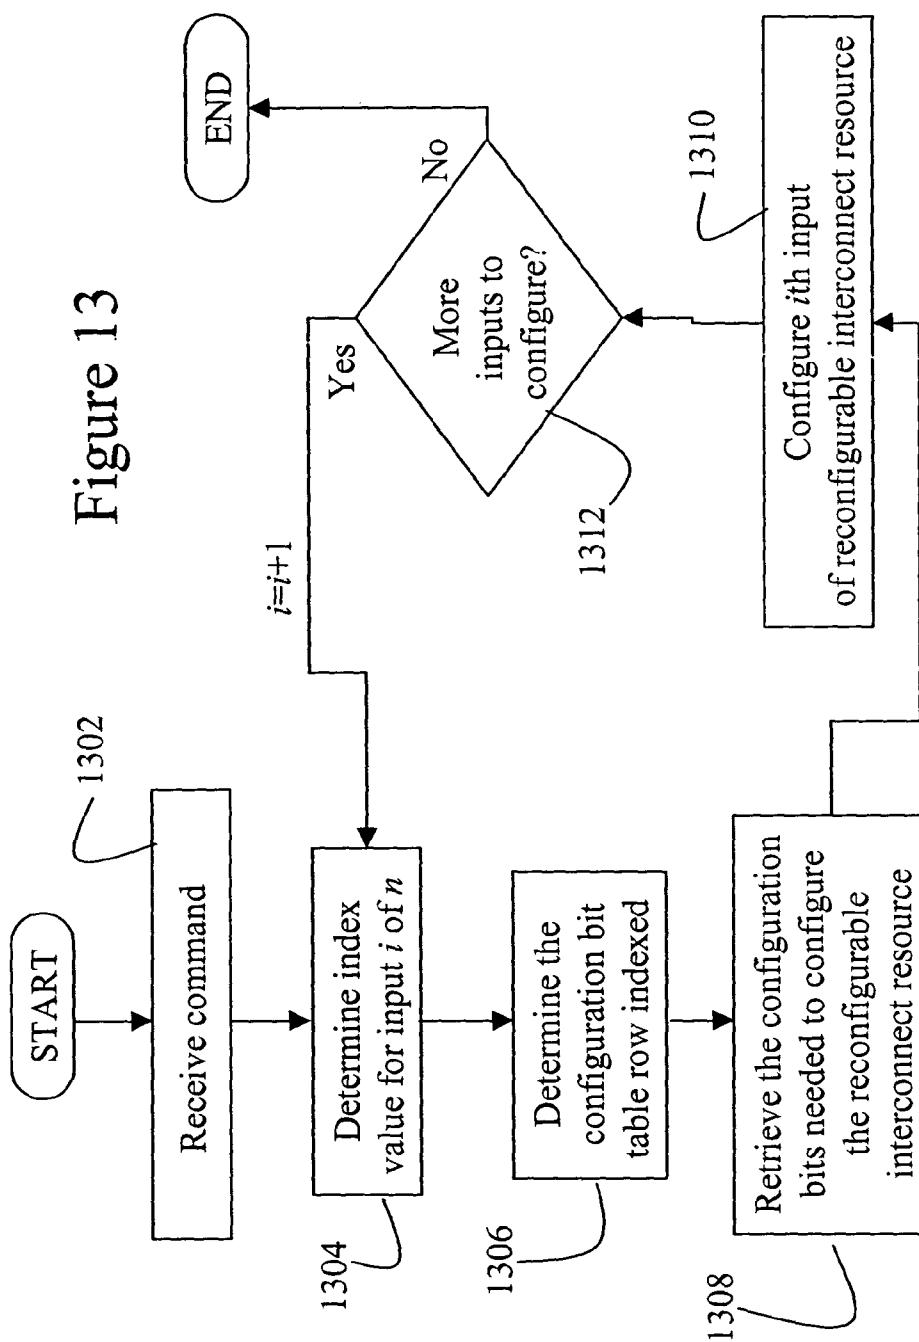 Figure 13
START
1302
Receive command
Determine index
value for input i of n
1304
Determine the
configuration bit
table row indexed
1306
Retrieve the configuration
bits needed to configure
the reconfigurable
interconnect resource
1308
Configure ith input
of reconfigurable interconnect resource
1310
More
inputs to
configure?
1312
Yes
i=i+1
No
END